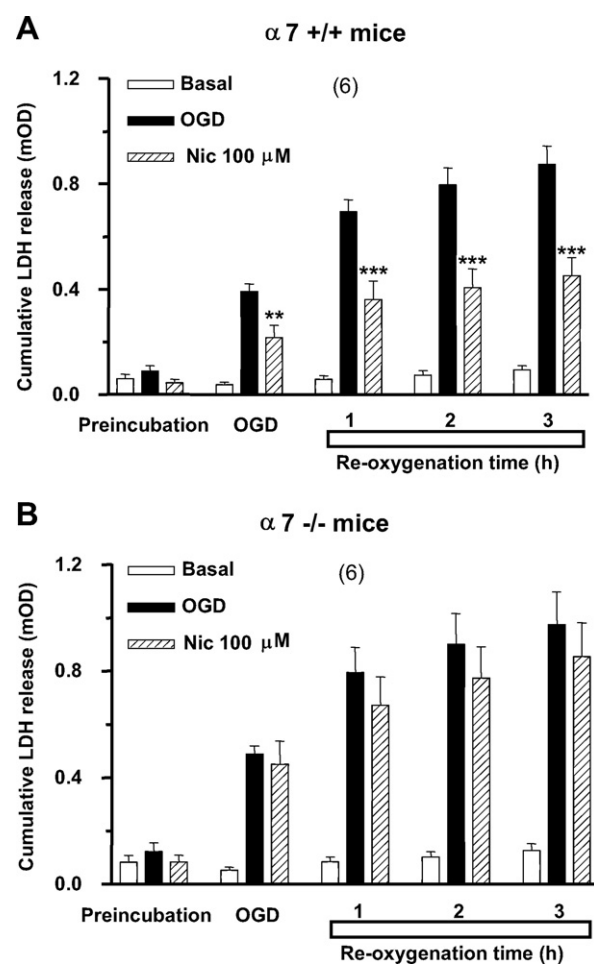 A
α 7 +/+ mice
1.2
Basal
(6)
OGD
Nic 100 μM
0.8
0.4
0.0
Cumulative LDH release (mOD)
**
***
***
***
Preincubation OGD 1 2 3
Re-oxygenation time (h)
B
α 7 -/- mice
1.2
Basal
(6)
OGD
Nic 100 μM
0.8
0.4
0.0
Cumulative LDH release (mOD)
Preincubation OGD 1 2 3
Re-oxygenation time (h)